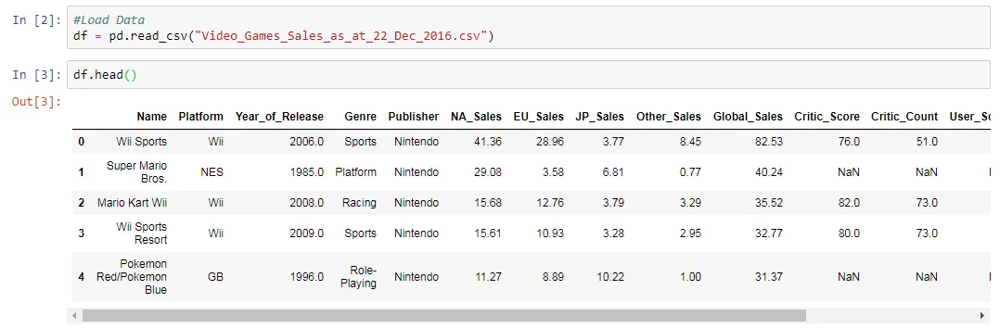 In [2]: #Load Data
df = pd.read_csv("Video_Games_Sales_as_at_22_Dec_2016.csv")
In [3]: df.head()
Out[3]:
Name Platform Year_of_Release Genre Publisher NA_Sales EU_Sales JP_Sales Other_Sales Global_Sales Critic_Score Critic_Count
0 Wii Sports Wii 2006.0 Sports Nintendo 41.36 28.96 3.77 8.45 82.53 76.0 51.0
1 Super Mario Bros. NES 1985.0 Platform Nintendo 29.08 3.58 6.81 0.77 40.24 NaN NaN
2 Mario Kart Wii Wii 2008.0 Racing Nintendo 15.68 12.76 3.79 3.29 35.52 82.0 73.0
3 Wii Sports Resort Wii 2009.0 Sports Nintendo 15.61 10.93 3.28 2.95 32.77 80.0 73.0
4 Pokemon Red/Pokemon Blue GB 1996.0 Role-Playing Nintendo 11.27 8.89 10.22 1.00 31.37 NaN NaN